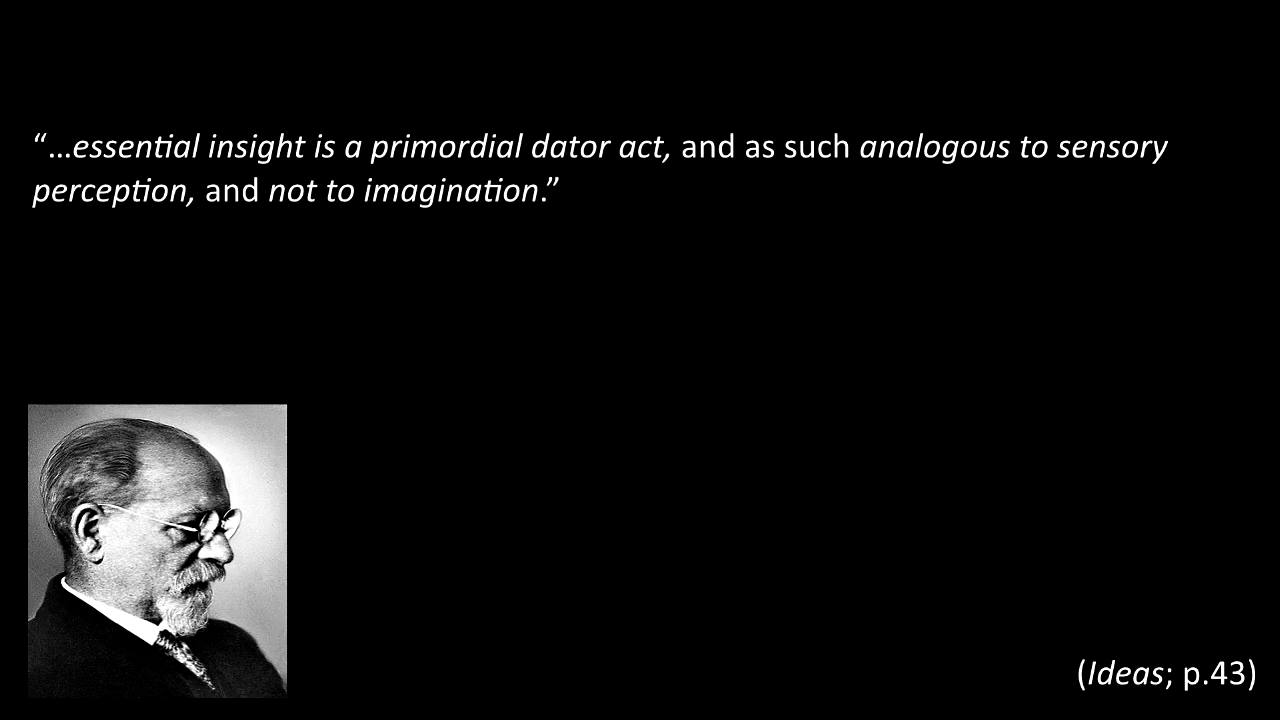 “…essential insight is a primordial dator act, and as such analogous to sensory
perception, and not to imagination.”
(Ideas; p.43)